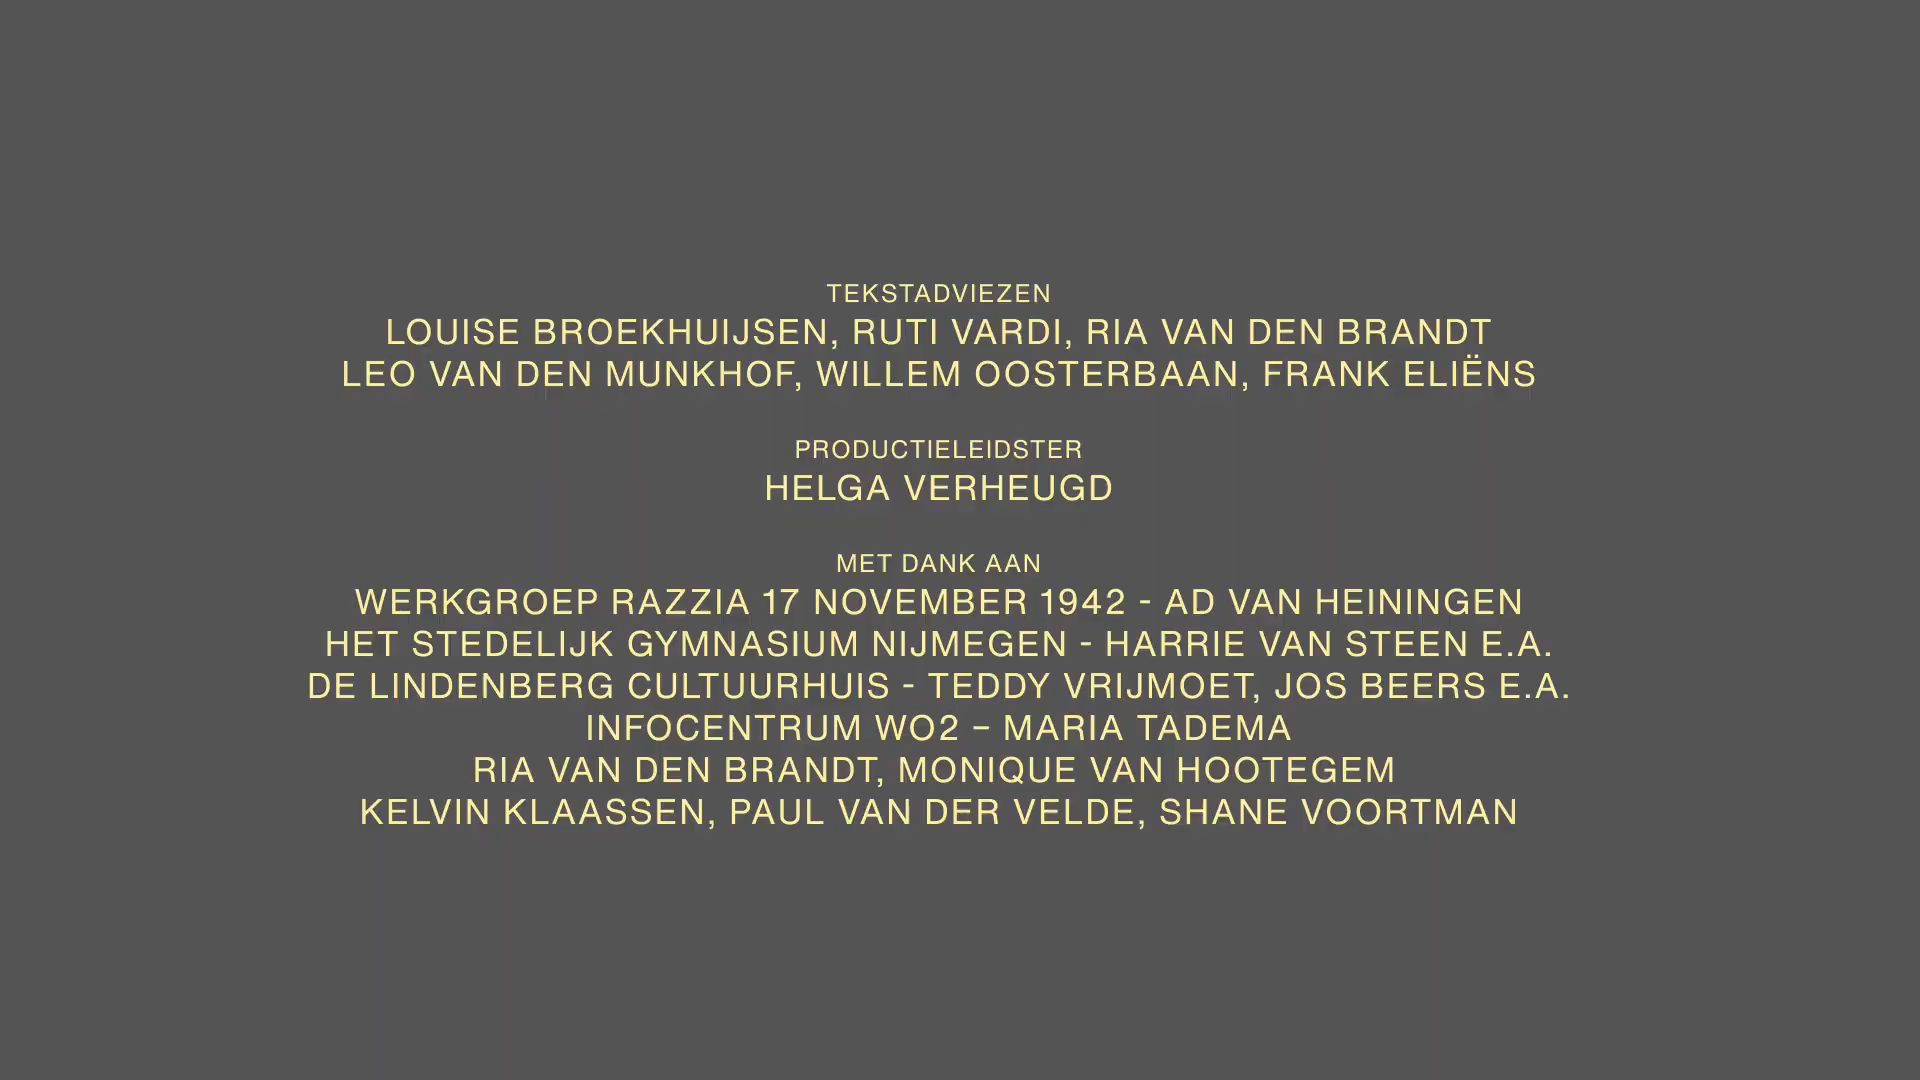 TEKSTADVIEZEN
LOUISE BROEKHUIJSEN, RUTI VARDI, RIA VAN DEN BRANDT
LEO VAN DEN MUNKHOF, WILLEM OOSTERBAAN, FRANK ELIËNS
PRODUCTIELEIDSTER
HELGA VERHEUGD
MET DANK AAN
WERKGROEP RAZZIA 17 NOVEMBER 1942 - AD VAN HEININGEN
HET STEDELIJK GYMNASIUM NIJMEGEN - HARRIE VAN STEEN E.A.
DE LINDENBERG CULTUURHUIS - TEDDY VRIJMOET, JOS BEERS E.A.
INFOCENTRUM WO2 – MARIA TADEMA
RIA VAN DEN BRANDT, MONIQUE VAN HOOTEGEM
KELVIN KLAASSEN, PAUL VAN DER VELDE, SHANE VOORTMAN